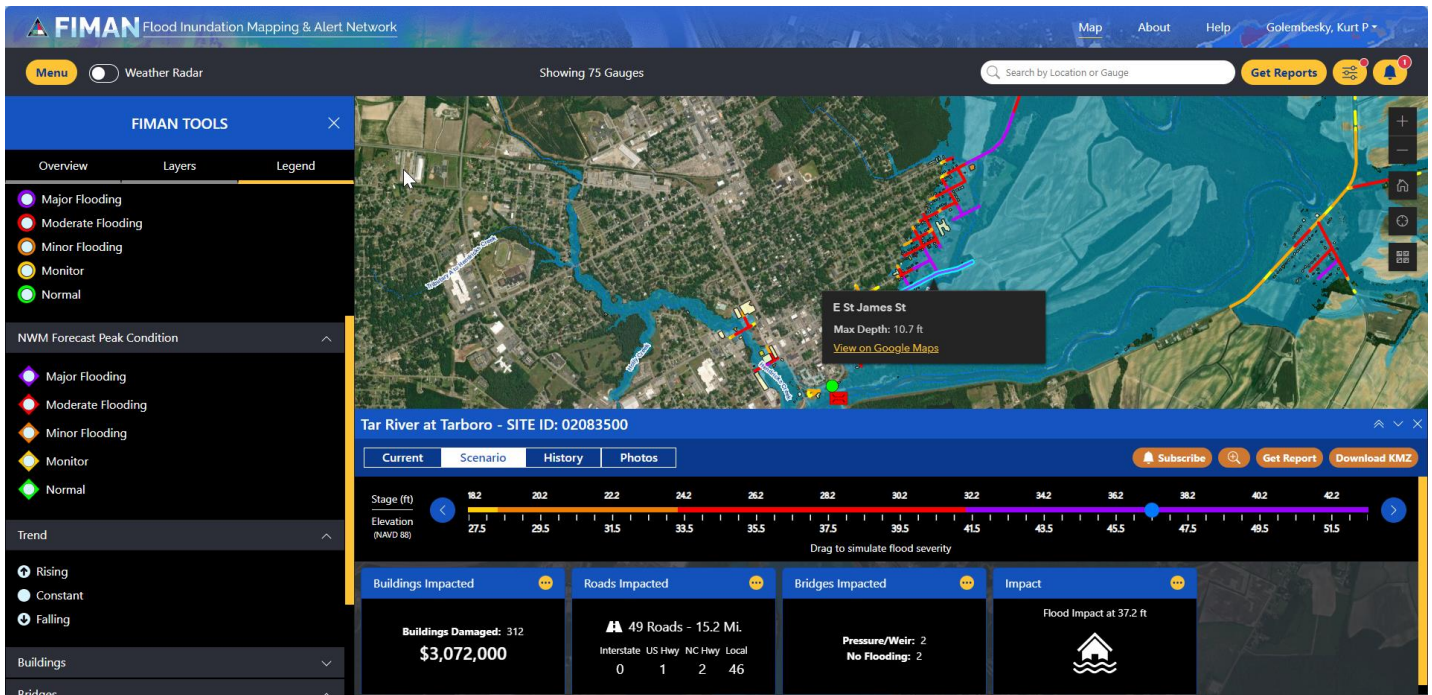 FIMAN Flood Inundation Mapping & Alert Network
Map About Help Golembesky, Kurt P
Menu Weather Radar Showing 75 Gauges Search by Location or Gauge Get Reports 1
FIMAN TOOLS
Overview Layers Legend
Major Flooding
Moderate Flooding
Minor Flooding
Monitor
Normal
NWM Forecast Peak Condition
Major Flooding
Moderate Flooding
Minor Flooding
Monitor
Normal
Trend
Rising
Constant
Falling
Buildings
Bridges
Holly Creek
Hendricks Creek
E St James St
Max Depth: 10.7 ft
View on Google Maps
Tar River at Tarboro - SITE ID: 02083500
Current Scenario History Photos Subscribe Get Report Download KMZ
Stage (ft) 18.2 20.2 22.2 24.2 26.2 28.2 30.2 32.2 34.2 36.2 38.2 40.2 42.2
Elevation (NAVD 88) 27.5 29.5 31.5 33.5 35.5 37.5 39.5 41.5 43.5 45.5 47.5 49.5 51.5
Drag to simulate flood severity
Buildings Impacted
Buildings Damaged: 312
$3,072,000
Roads Impacted
49 Roads - 15.2 Mi.
Interstate US Hwy NC Hwy Local
0 1 2 46
Bridges Impacted
Pressure/Weir: 2
No Flooding: 2
Impact
Flood Impact at 37.2 ft